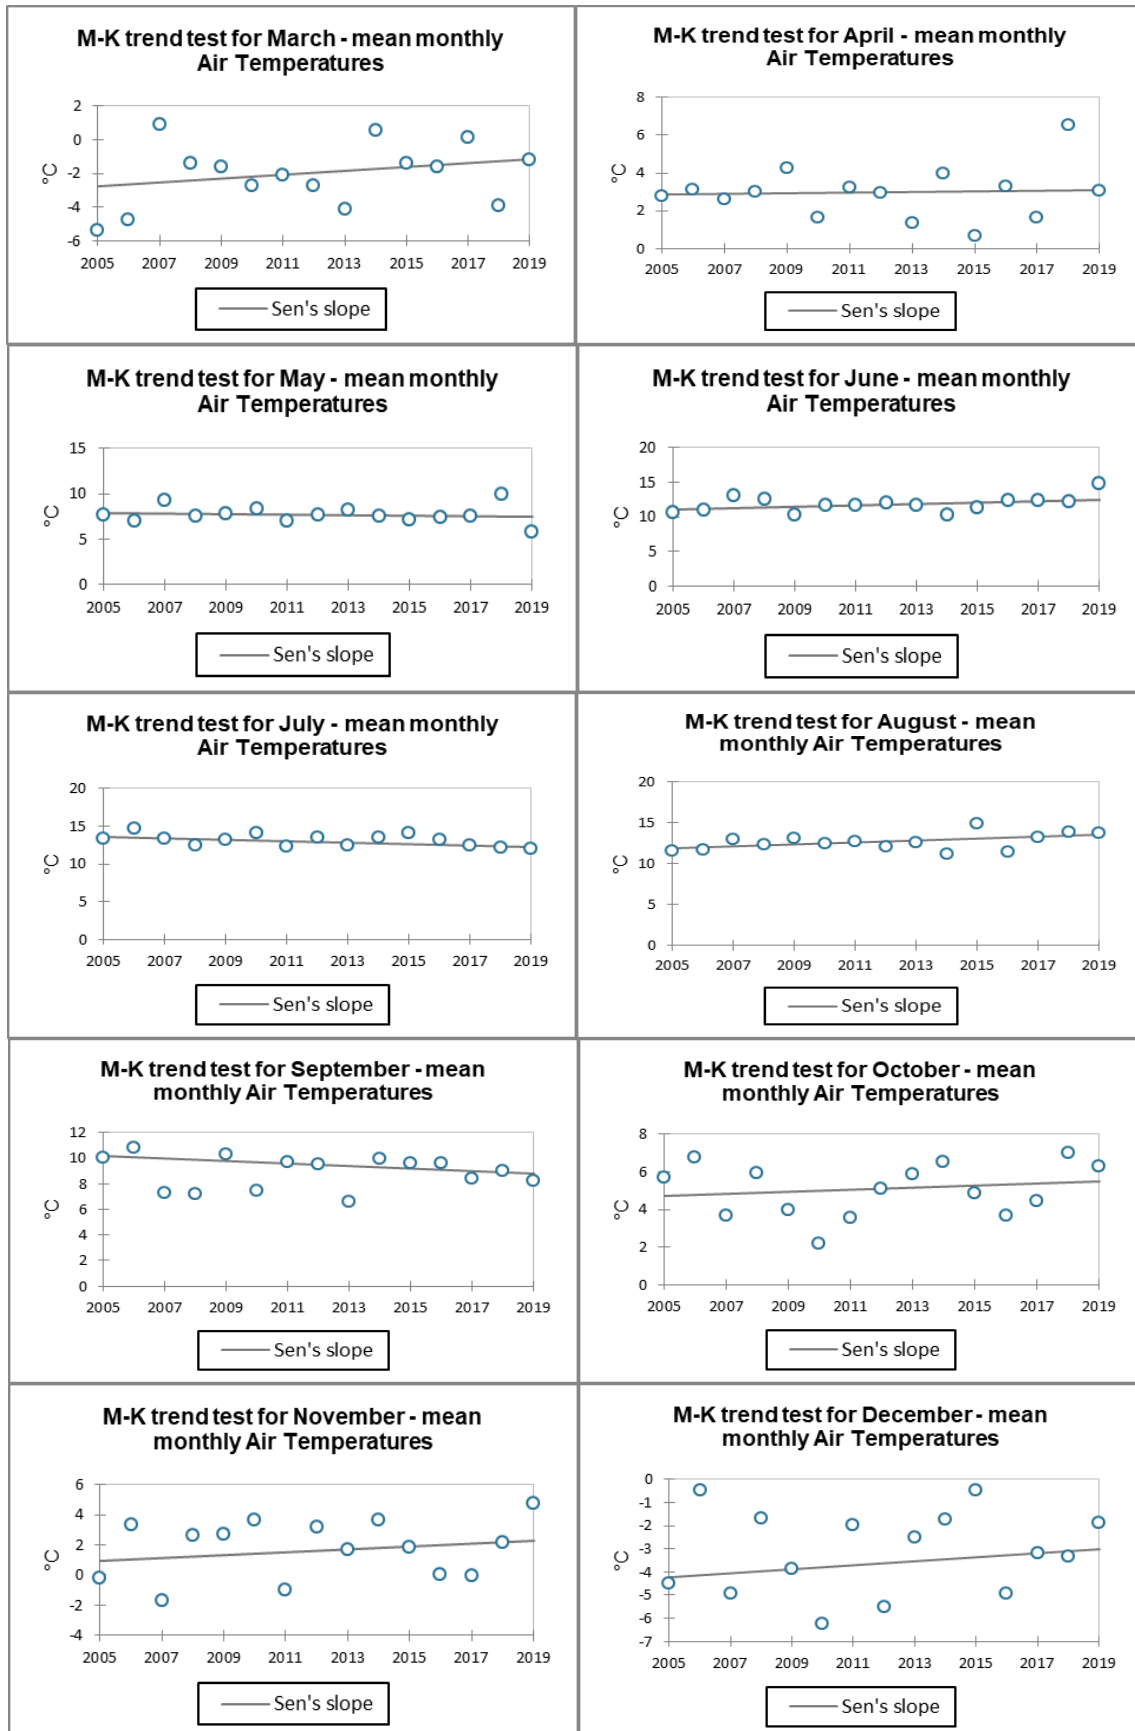 M-K trend test for March - mean monthly
Air Temperatures
°C
2
0
-2
-4
-6
2005 2007 2009 2011 2013 2015 2017 2019
Sen's slope
M-K trend test for April - mean monthly
Air Temperatures
°C
8
6
4
2
0
2005 2007 2009 2011 2013 2015 2017 2019
Sen's slope
M-K trend test for May - mean monthly
Air Temperatures
°C
15
10
5
0
2005 2007 2009 2011 2013 2015 2017 2019
Sen's slope
M-K trend test for June - mean monthly
Air Temperatures
°C
20
15
10
5
0
2005 2007 2009 2011 2013 2015 2017 2019
Sen's slope
M-K trend test for July - mean monthly
Air Temperatures
°C
20
15
10
5
0
2005 2007 2009 2011 2013 2015 2017 2019
Sen's slope
M-K trend test for August - mean
monthly Air Temperatures
°C
20
15
10
5
0
2005 2007 2009 2011 2013 2015 2017 2019
Sen's slope
M-K trend test for September - mean
monthly Air Temperatures
°C
12
10
8
6
4
2
0
2005 2007 2009 2011 2013 2015 2017 2019
Sen's slope
M-K trend test for October - mean
monthly Air Temperatures
°C
8
6
4
2
0
2005 2007 2009 2011 2013 2015 2017 2019
Sen's slope
M-K trend test for November - mean
monthly Air Temperatures
°C
6
4
2
0
-2
-4
2005 2007 2009 2011 2013 2015 2017 2019
Sen's slope
M-K trend test for December - mean
monthly Air Temperatures
°C
0
-1
-2
-3
-4
-5
-6
-7
2005 2007 2009 2011 2013 2015 2017 2019
Sen's slope